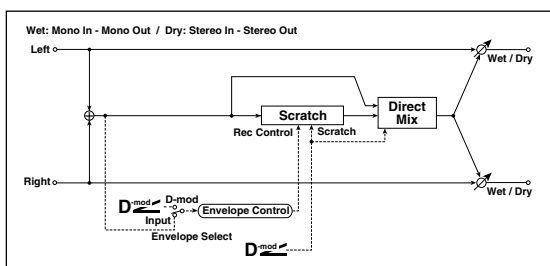 Wet: Mono In - Mono Out / Dry: Stereo In - Stereo Out
Left
Wet / Dry
Scratch
Direct
Mix
Rec Control
Scratch
Right
Wet / Dry
D-mod
D-mod
Envelope Control
Input
Envelope Select
D-mod